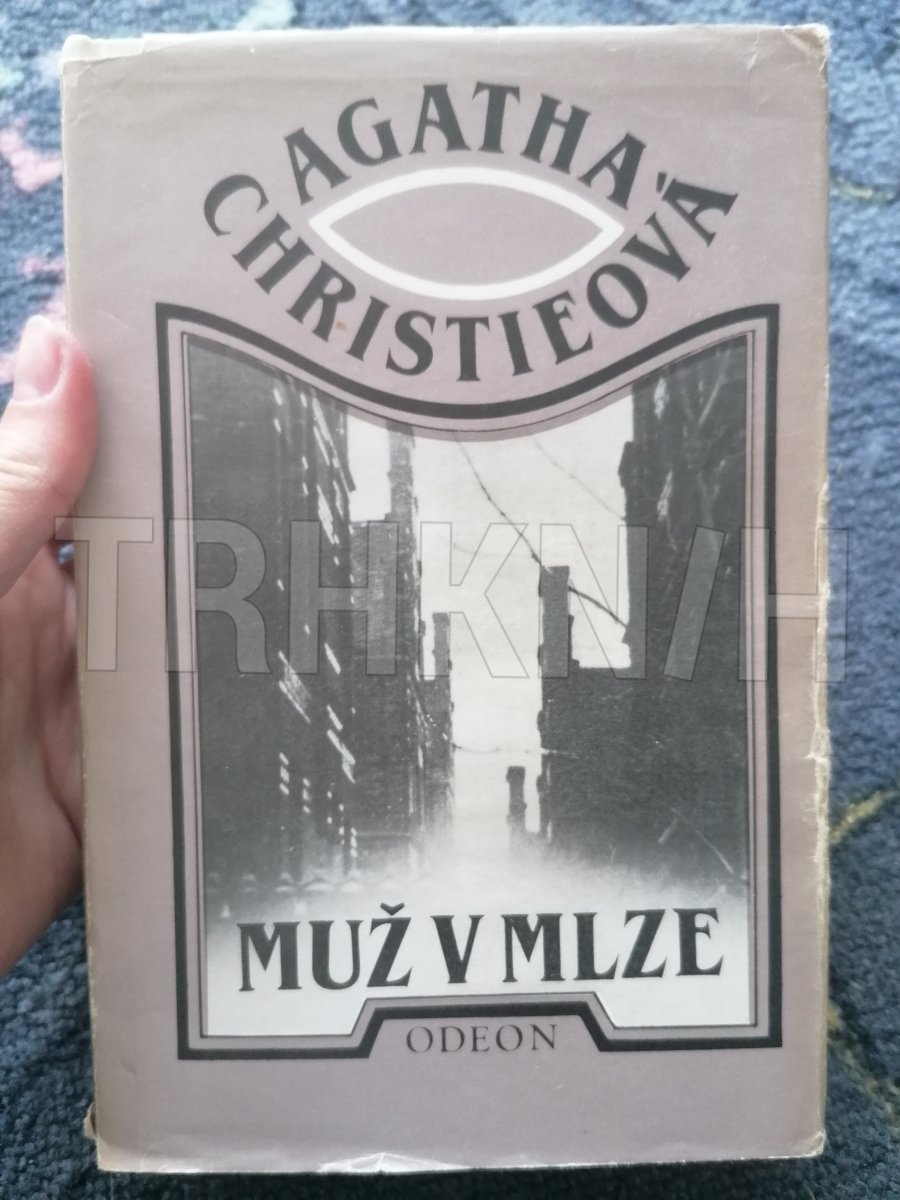 AGATHA
CHRISTIEOVÁ
TRHKNIH
MUŽ V MLZE
ODEON